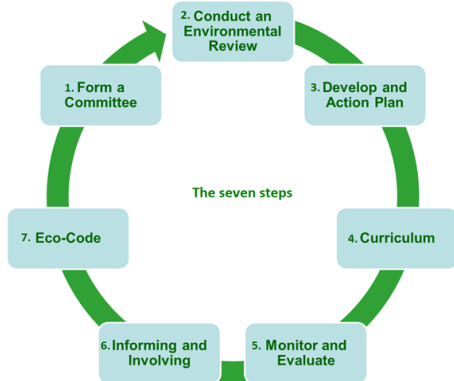 2. Conduct an
Environmental
Review
1. Form a
Committee
3. Develop and
Action Plan
The seven steps
7. Eco-Code
4. Curriculum
6. Informing and
Involving
5. Monitor and
Evaluate